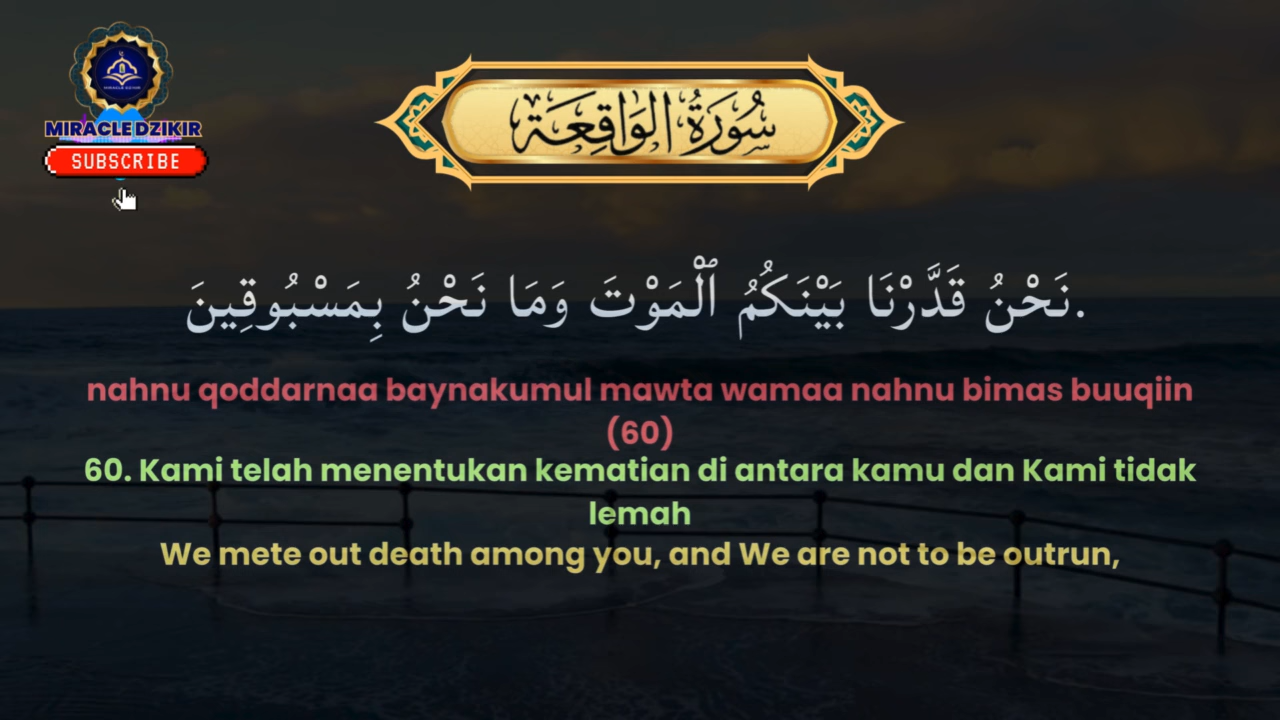 MIRACLE DZIKIR
SUBSCRIBE
سُورَةُ الوَاقِعَة
نَحْنُ قَدَّرْنَا بَيْنَكُمُ ٱلْمَوْتَ وَمَا نَحْنُ بِمَسْبُوقِينَ.
nahnu qoddarnaa baynakumul mawta wamaa nahnu bimas buuqiin
(60)
60. Kami telah menentukan kematian di antara kamu dan Kami tidak
lemah
We mete out death among you, and We are not to be outrun,